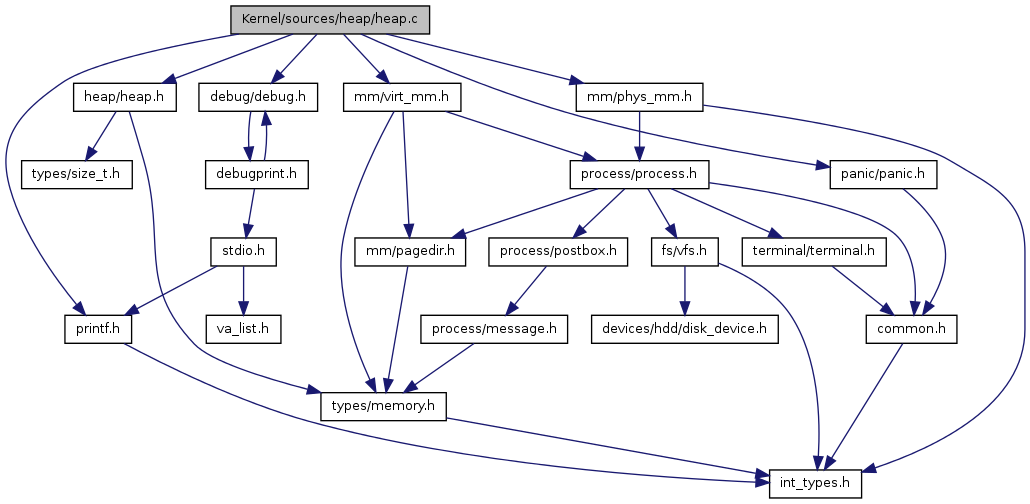 Kernel/sources/heap/heap.c
heap/heap.h
debug/debug.h
mm/virt_mm.h
mm/phys_mm.h
types/size_t.h
debugprint.h
process/process.h
panic/panic.h
stdio.h
mm/pagedir.h
process/postbox.h
fs/vfs.h
terminal/terminal.h
printf.h
va_list.h
process/message.h
devices/hdd/disk_device.h
common.h
types/memory.h
int_types.h